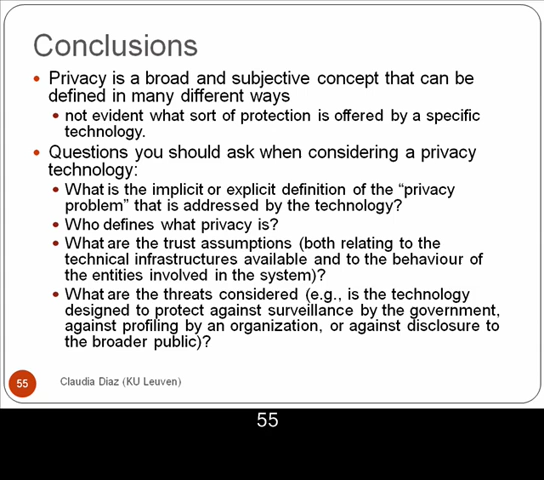 Conclusions
• Privacy is a broad and subjective concept that can be
defined in many different ways
• not evident what sort of protection is offered by a specific
technology.
• Questions you should ask when considering a privacy
technology:
• What is the implicit or explicit definition of the “privacy
problem” that is addressed by the technology?
• Who defines what privacy is?
• What are the trust assumptions (both relating to the
technical infrastructures available and to the behaviour of
the entities involved in the system)?
• What are the threats considered (e.g., is the technology
designed to protect against surveillance by the government,
against profiling by an organization, or against disclosure to
the broader public)?
55 Claudia Diaz (KU Leuven)
55